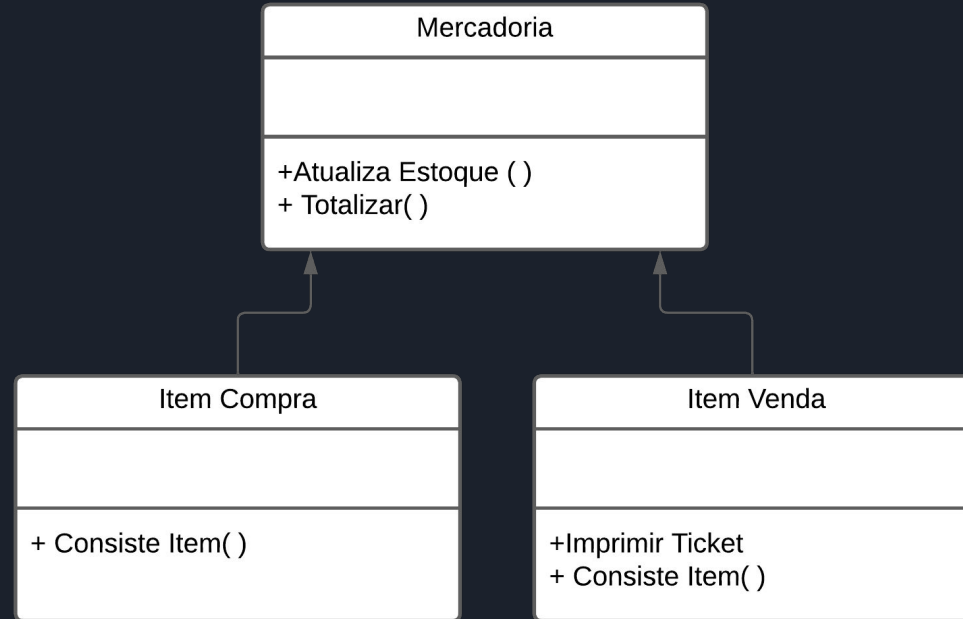 Mercadoria
+Atualiza Estoque ( )
+ Totalizar( )
Item Compra
+ Consiste Item( )
Item Venda
+Imprimir Ticket
+ Consiste Item( )